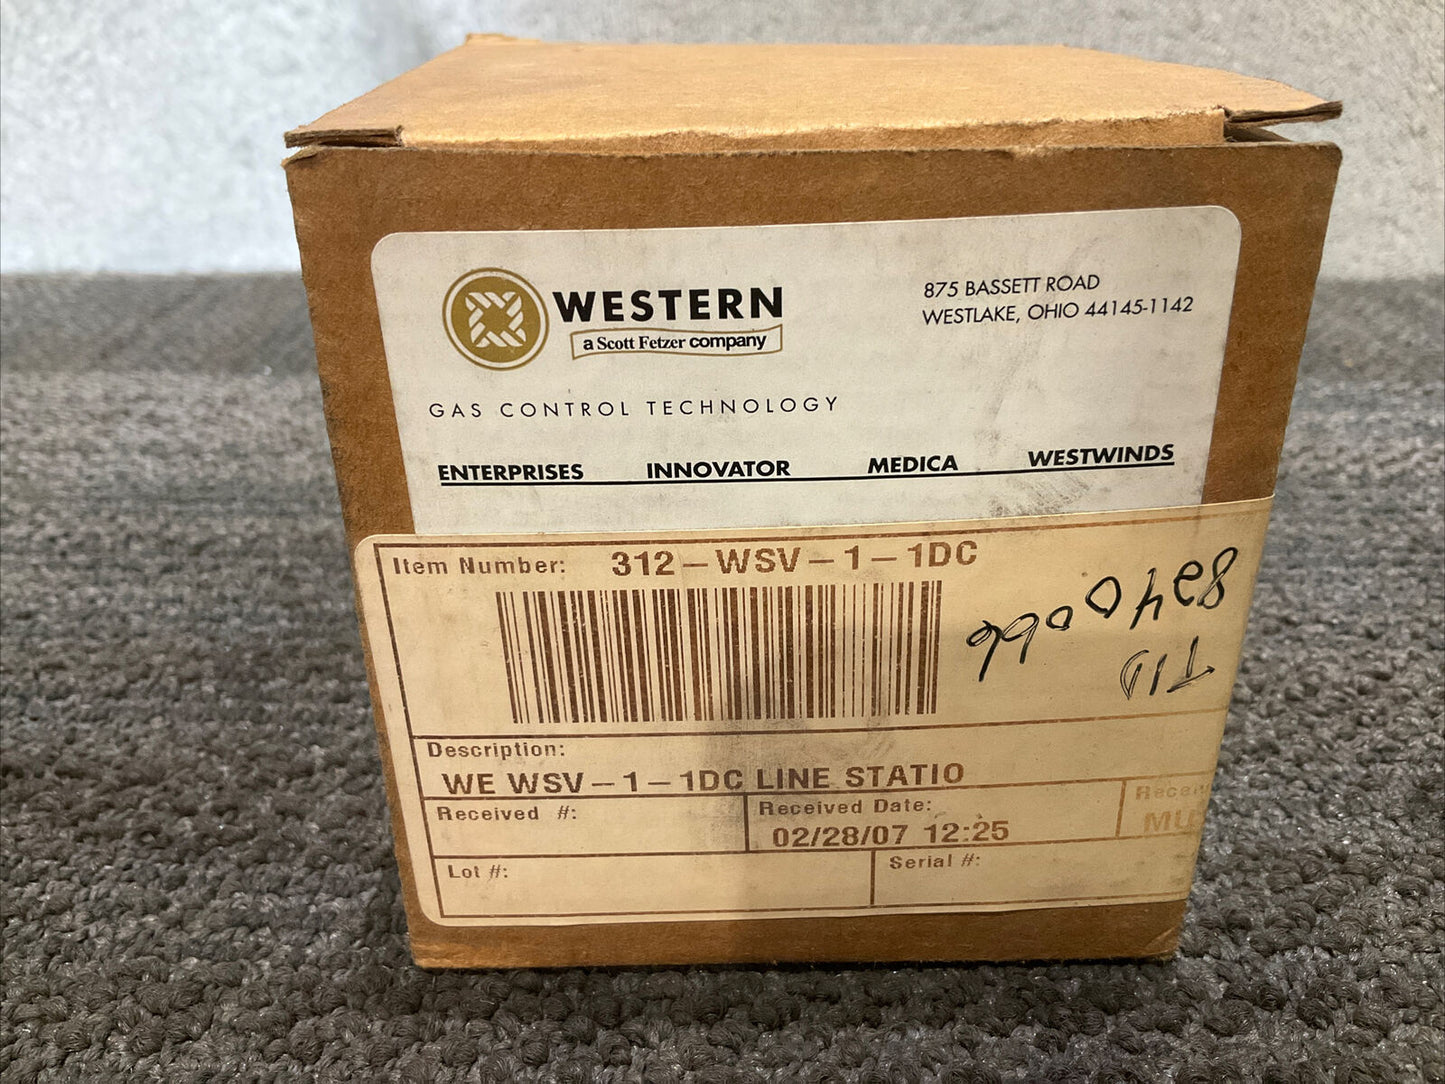 WESTERN
a Scott Fetzer company
875 BASSETT ROAD
WESTLAKE, OHIO 44145-1142
GAS CONTROL TECHNOLOGY
ENTERPRISES INNOVATOR MEDICA WESTWINDS
Item Number: 312-WSV-1-1DC
TID
Description:
WE WSV-1-1DC LINE STATIO
Received #:
Received Date:
02/28/07 12:25
Lot #:
Serial #: